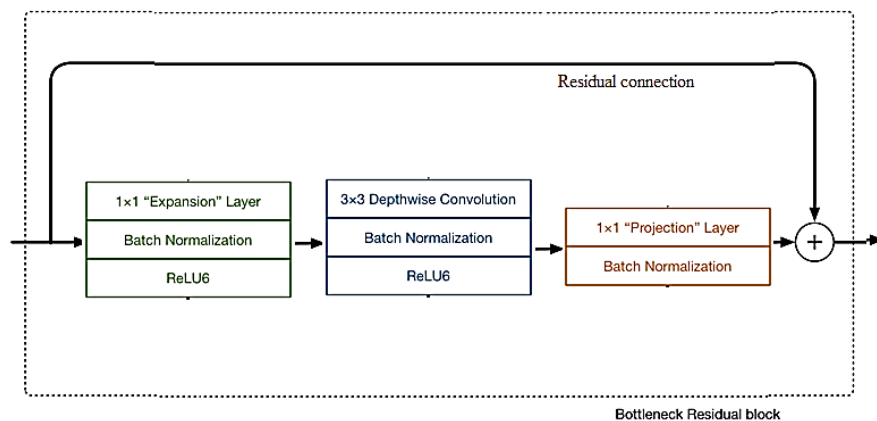 Residual connection
1×1 “Expansion” Layer
Batch Normalization
ReLU6
3×3 Depthwise Convolution
Batch Normalization
ReLU6
1×1 “Projection” Layer
Batch Normalization
+
Bottleneck Residual block